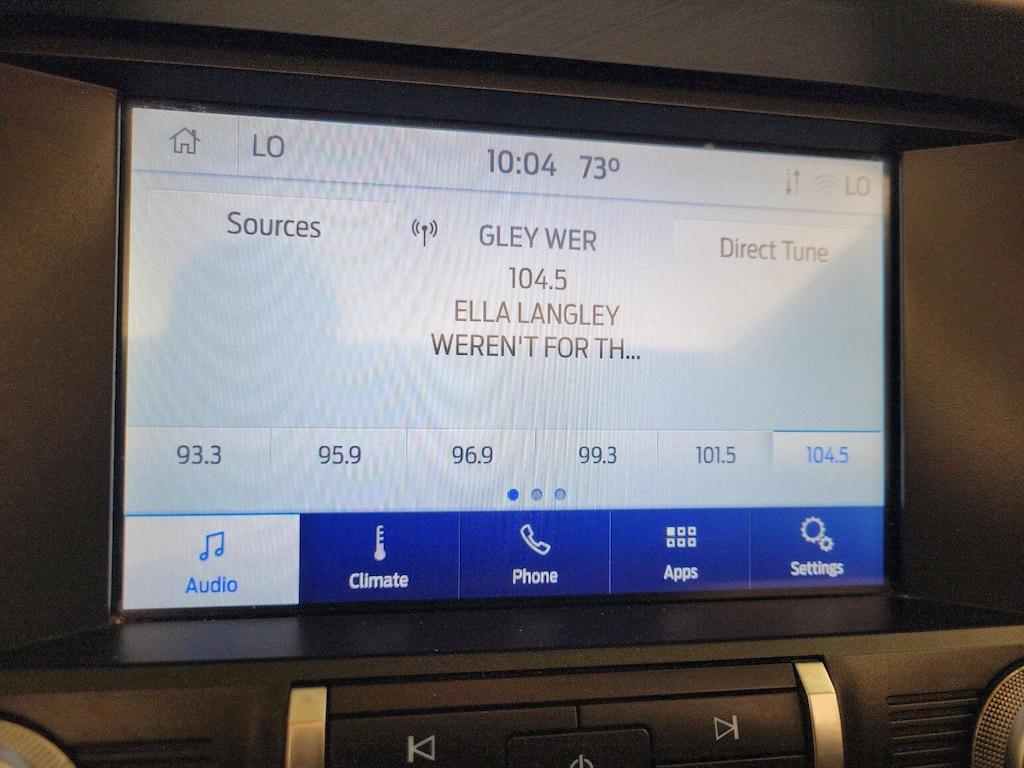 LO 10:04 73° LO
Sources GLEY WER Direct Tune
104.5
ELLA LANGLEY
WEREN'T FOR TH...
93.3 95.9 96.9 99.3 101.5 104.5
Audio Climate Phone Apps Settings